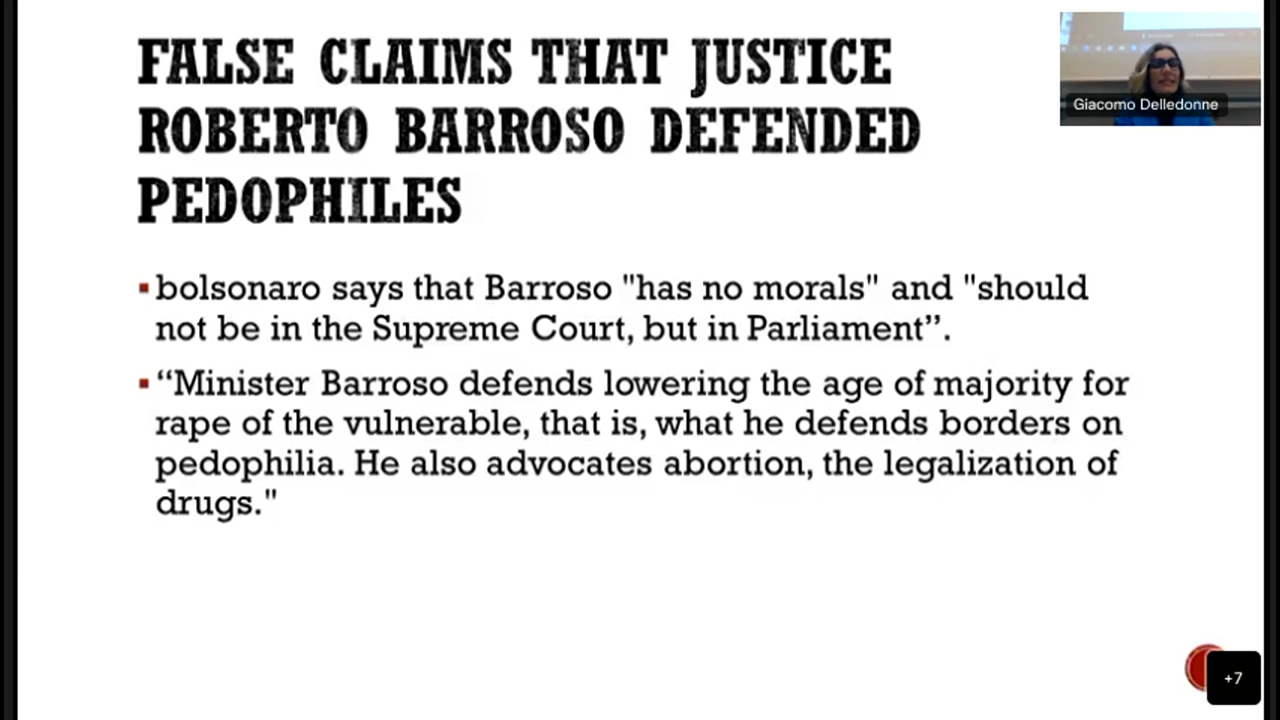 FALSE CLAIMS THAT JUSTICE
ROBERTO BARROSO DEFENDED
PEDOPHILES
Giacomo Delledonne
▪bolsonaro says that Barroso "has no morals" and "should
not be in the Supreme Court, but in Parliament”.
▪“Minister Barroso defends lowering the age of majority for
rape of the vulnerable, that is, what he defends borders on
pedophilia. He also advocates abortion, the legalization of
drugs."
+7